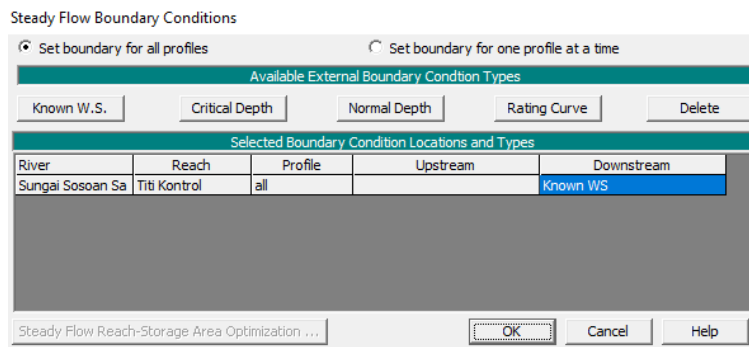 Steady Flow Boundary Conditions
Set boundary for all profiles Set boundary for one profile at a time
Available External Boundary Condtion Types
Known W.S. Critical Depth Normal Depth Rating Curve Delete
Selected Boundary Condition Locations and Types
River Reach Profile Upstream Downstream
Sungai Sosoan Sa Titi Kontrol all Known WS
Steady Flow Reach-Storage Area Optimization ... OK Cancel Help